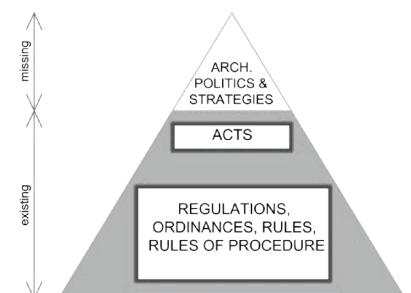 missing
ARCH.
POLITICS &
STRATEGIES
ACTS
existing
REGULATIONS,
ORDINANCES, RULES,
RULES OF PROCEDURE